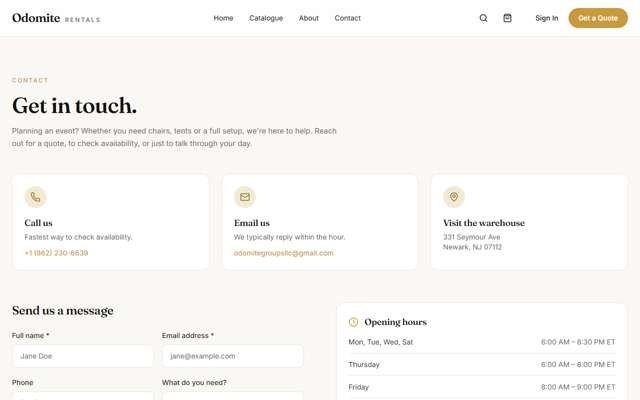 Odomite RENTALS
Home
Catalogue
About
Contact
Sign In
Get a Quote
CONTACT
Get in touch.
Planning an event? Whether you need chairs, tents or a full setup, we're here to help. Reach
out for a quote, to check availability, or just to talk through your day.
Call us
Fastest way to check availability.
+1 (862) 230-6639
Email us
We typically reply within the hour.
odomitegroupsllc@gmail.com
Visit the warehouse
331 Seymour Ave
Newark, NJ 07112
Send us a message
Full name *
Email address *
Jane Doe
jane@example.com
Phone
What do you need?
Opening hours
Mon, Tue, Wed, Sat
6:00 AM – 8:30 PM ET
Thursday
6:00 AM – 8:00 PM ET
Friday
8:00 AM – 9:00 PM ET